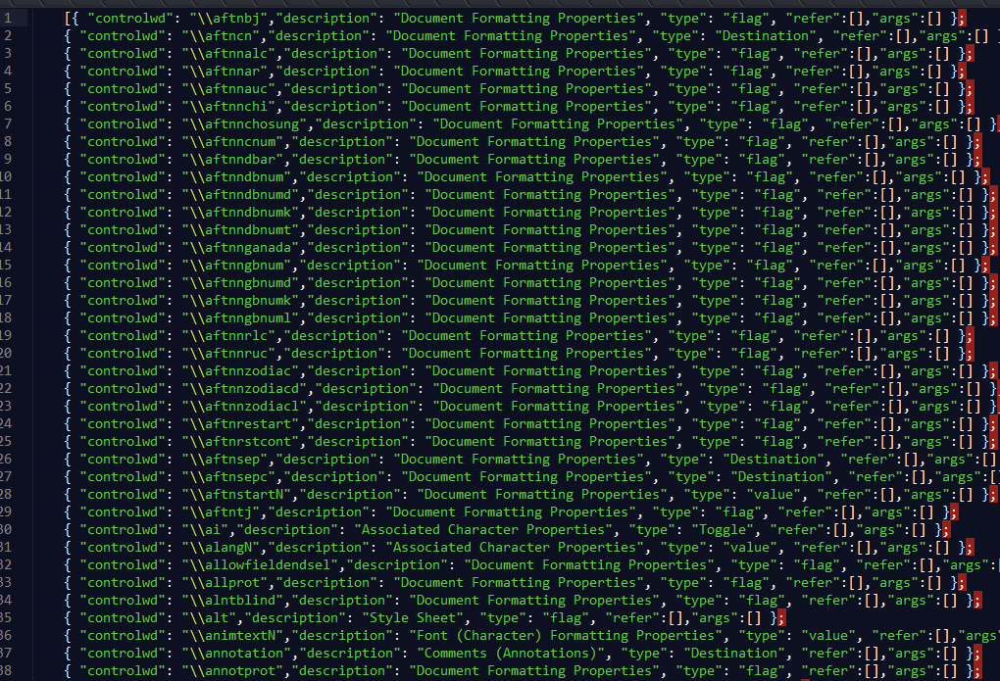 1 [{ "controlwd": "\\aftnbj","description": "Document Formatting Properties", "type": "flag", "refer":[],"args":[] };
2 { "controlwd": "\\aftncn","description": "Document Formatting Properties", "type": "Destination", "refer":[],"args":[] }
3 { "controlwd": "\\aftnnalc","description": "Document Formatting Properties", "type": "flag", "refer":[],"args":[] };
4 { "controlwd": "\\aftnnar","description": "Document Formatting Properties", "type": "flag", "refer":[],"args":[] };
5 { "controlwd": "\\aftnnauc","description": "Document Formatting Properties", "type": "flag", "refer":[],"args":[] };
6 { "controlwd": "\\aftnnchi","description": "Document Formatting Properties", "type": "flag", "refer":[],"args":[] };
7 { "controlwd": "\\aftnnchosung","description": "Document Formatting Properties", "type": "flag", "refer":[],"args":[] }
8 { "controlwd": "\\aftnncnum","description": "Document Formatting Properties", "type": "flag", "refer":[],"args":[] };
9 { "controlwd": "\\aftnndbar","description": "Document Formatting Properties", "type": "flag", "refer":[],"args":[] };
10 { "controlwd": "\\aftnndbnum","description": "Document Formatting Properties", "type": "flag", "refer":[],"args":[] };
11 { "controlwd": "\\aftnndbnumd","description": "Document Formatting Properties", "type": "flag", "refer":[],"args":[] };
12 { "controlwd": "\\aftnndbnumk","description": "Document Formatting Properties", "type": "flag", "refer":[],"args":[] };
13 { "controlwd": "\\aftnndbnumt","description": "Document Formatting Properties", "type": "flag", "refer":[],"args":[] };
14 { "controlwd": "\\aftnnganada","description": "Document Formatting Properties", "type": "flag", "refer":[],"args":[] };
15 { "controlwd": "\\aftnngbnum","description": "Document Formatting Properties", "type": "flag", "refer":[],"args":[] };
16 { "controlwd": "\\aftnngbnumd","description": "Document Formatting Properties", "type": "flag", "refer":[],"args":[] };
17 { "controlwd": "\\aftnngbnumk","description": "Document Formatting Properties", "type": "flag", "refer":[],"args":[] };
18 { "controlwd": "\\aftnngbnuml","description": "Document Formatting Properties", "type": "flag", "refer":[],"args":[] };
19 { "controlwd": "\\aftnnrlc","description": "Document Formatting Properties", "type": "flag", "refer":[],"args":[] };
20 { "controlwd": "\\aftnnruc","description": "Document Formatting Properties", "type": "flag", "refer":[],"args":[] };
21 { "controlwd": "\\aftnnzodiac","description": "Document Formatting Properties", "type": "flag", "refer":[],"args":[] };
22 { "controlwd": "\\aftnnzodiacd","description": "Document Formatting Properties", "type": "flag", "refer":[],"args":[] }
23 { "controlwd": "\\aftnnzodiacl","description": "Document Formatting Properties", "type": "flag", "refer":[],"args":[] }
24 { "controlwd": "\\aftnrestart","description": "Document Formatting Properties", "type": "flag", "refer":[],"args":[] };
25 { "controlwd": "\\aftnrstcont","description": "Document Formatting Properties", "type": "flag", "refer":[],"args":[] };
26 { "controlwd": "\\aftnsep","description": "Document Formatting Properties", "type": "Destination", "refer":[],"args":[]
27 { "controlwd": "\\aftnsepc","description": "Document Formatting Properties", "type": "Destination", "refer":[],"args":[
28 { "controlwd": "\\aftnstartN","description": "Document Formatting Properties", "type": "value", "refer":[],"args":[] };
29 { "controlwd": "\\aftntj","description": "Document Formatting Properties", "type": "flag", "refer":[],"args":[] };
30 { "controlwd": "\\ai","description": "Associated Character Properties", "type": "Toggle", "refer":[],"args":[] };
31 { "controlwd": "\\alangN","description": "Associated Character Properties", "type": "value", "refer":[],"args":[] };
32 { "controlwd": "\\allowfieldendsel","description": "Document Formatting Properties", "type": "flag", "refer":[],"args":[
33 { "controlwd": "\\allprot","description": "Document Formatting Properties", "type": "flag", "refer":[],"args":[] };
34 { "controlwd": "\\alntblind","description": "Document Formatting Properties", "type": "flag", "refer":[],"args":[] };
35 { "controlwd": "\\alt","description": "Style Sheet", "type": "flag", "refer":[],"args":[] };
36 { "controlwd": "\\animtextN","description": "Font (Character) Formatting Properties", "type": "value", "refer":[],"args"
37 { "controlwd": "\\annotation","description": "Comments (Annotations)", "type": "Destination", "refer":[],"args":[] };
38 { "controlwd": "\\annotprot","description": "Document Formatting Properties", "type": "flag", "refer":[],"args":[] };